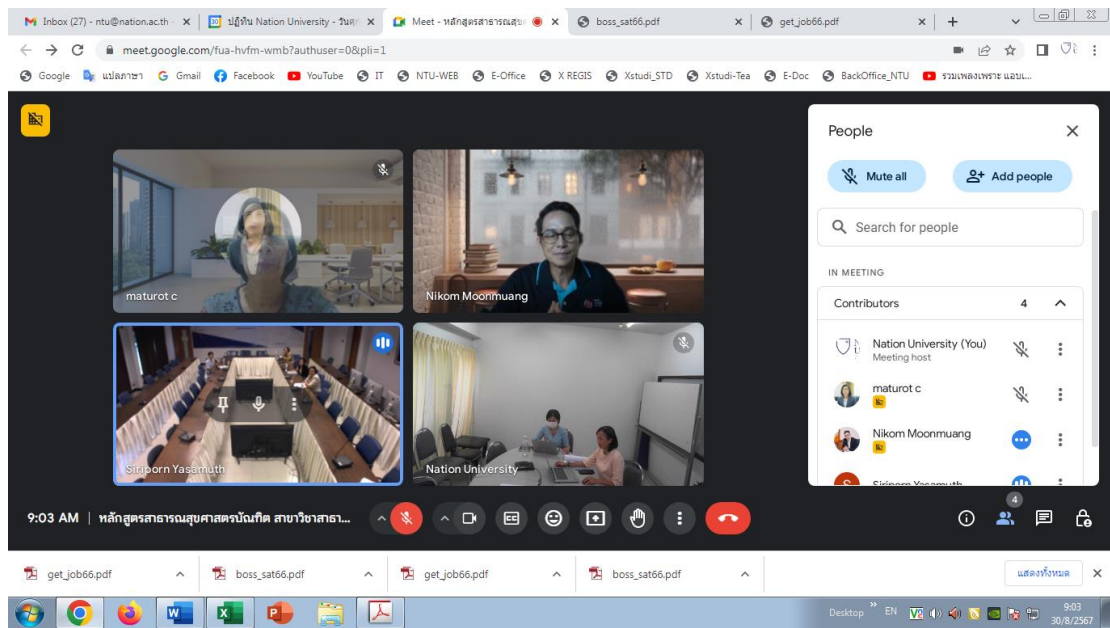 Inbox (27) - ntu@nation.ac.th -
ปฏิทิน Nation University - วันศุก
Meet - หลักสูตรสาธารณสุข
boss_sat66.pdf
get_job66.pdf
meet.google.com/fua-hvfm-wmb?authuser=0&pli=1
Google
แปลภาษา
Gmail
Facebook
YouTube
IT
NTU-WEB
E-Office
X REGIS
Xstudi_STD
Xstudi-Tea
E-Doc
BackOffice_NTU
รวมเพลงเพราะ แอบเ...
maturot c
Nikom Moonmuang
Siriporn Yasamuth
Nation University
People
Mute all
Add people
Search for people
IN MEETING
Contributors 4
Nation University (You)
Meeting host
maturot c
Nikom Moonmuang
Siriporn Yasamuth
9:03 AM | หลักสูตรสาธารณสุขศาสตรบัณฑิต สาขาวิชาสาธา...
4
get_job66.pdf
boss_sat66.pdf
get_job66.pdf
boss_sat66.pdf
แสดงทั้งหมด
Desktop
EN
9:03
30/8/2567